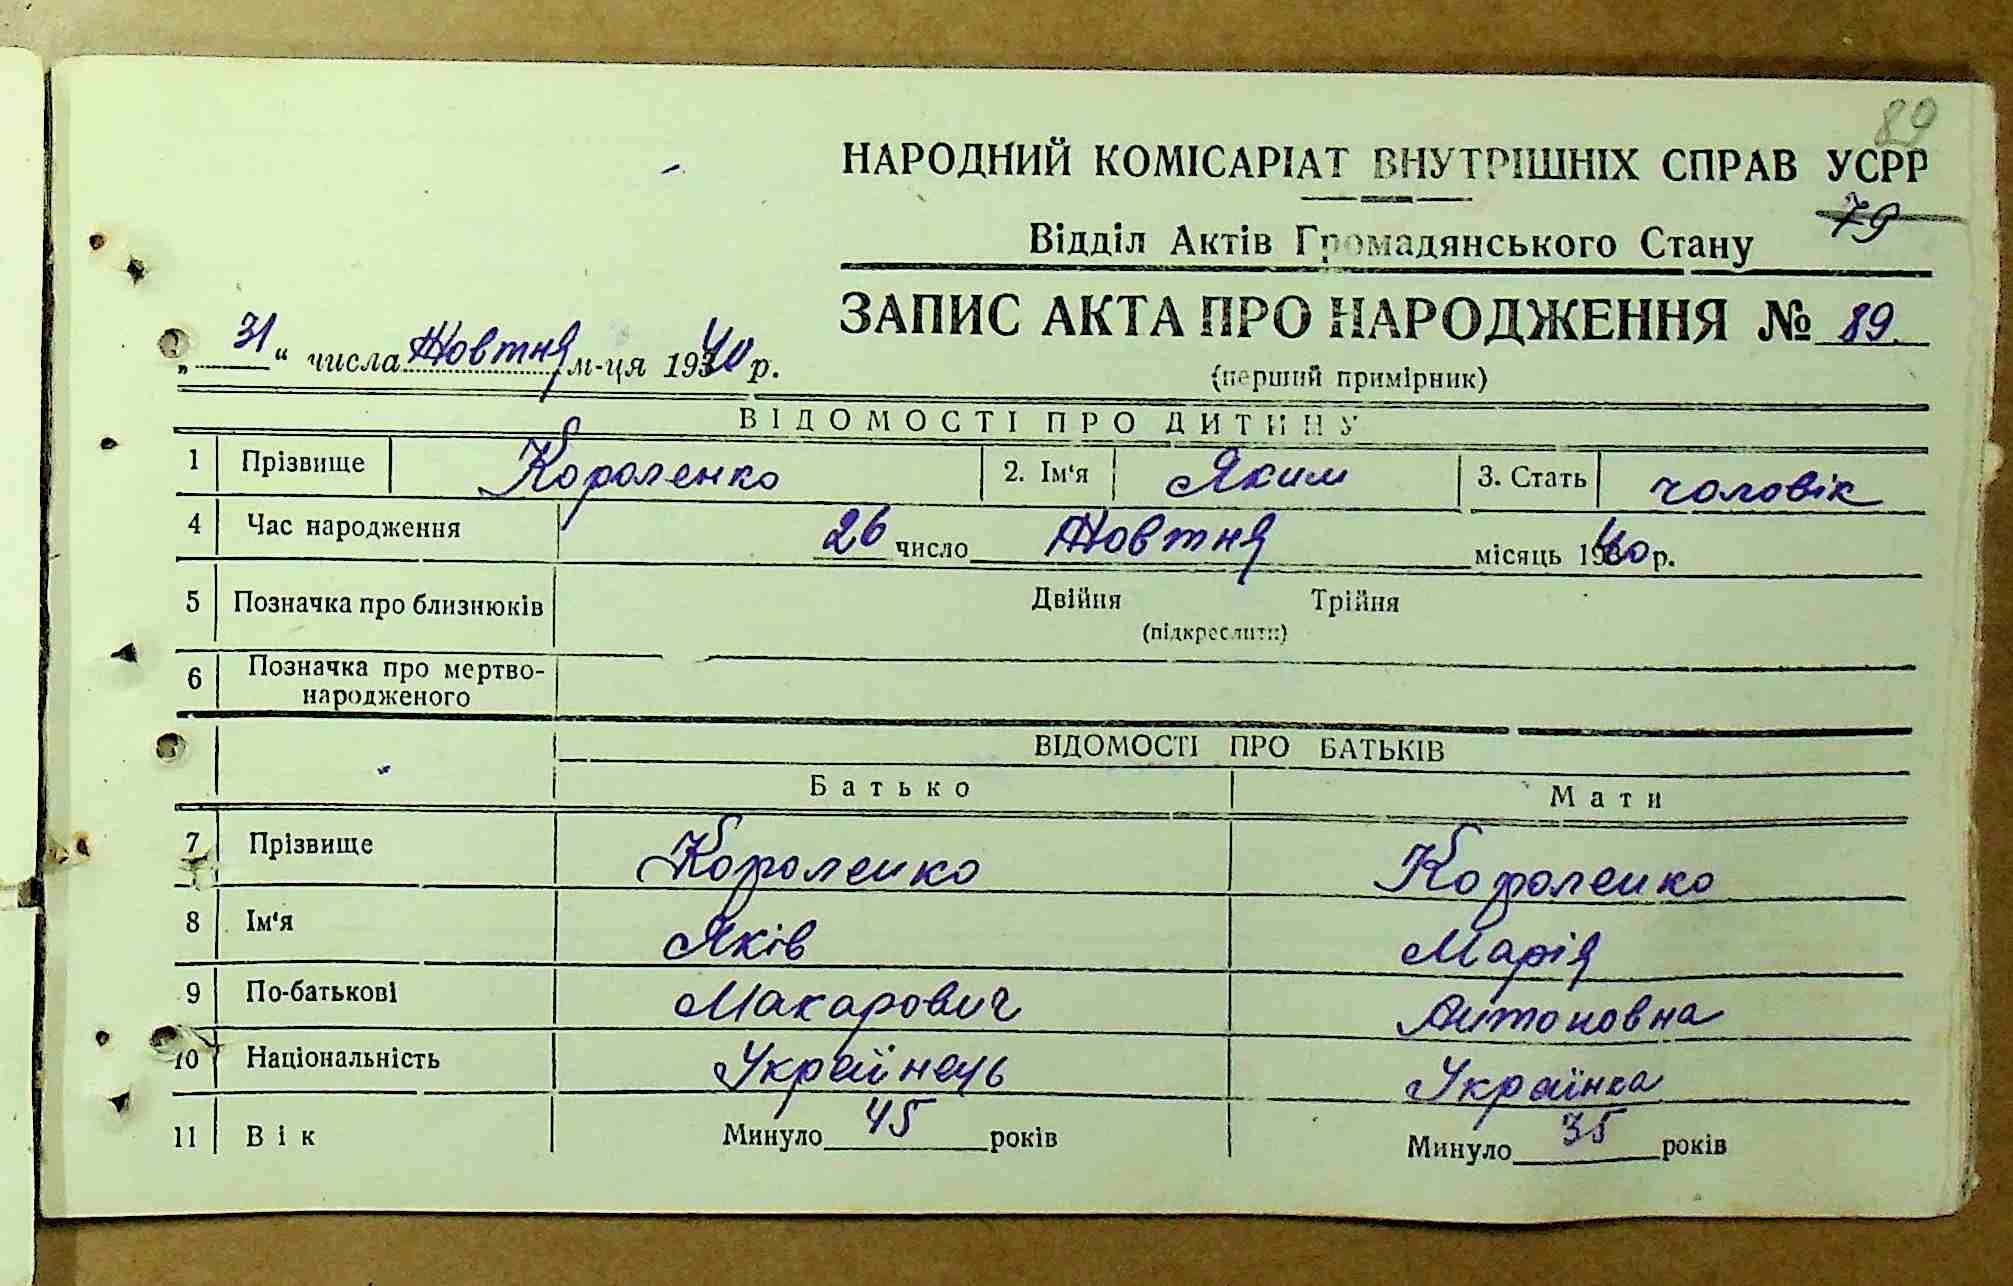 89
НАРОДНИЙ КОМІСАРІАТ ВНУТРІШНІХ СПРАВ УСРР
79
Відділ Актів Громадянського Стану
ЗАПИС АКТА ПРО НАРОДЖЕННЯ № 89
„31“ числа Жовтня м-ця 1940 р.
(перший примірник)
ВІДОМОСТІ ПРО ДИТИНУ
1 Прізвище Короленко 2. Ім‘я Яким 3. Стать чоловік
4 Час народження 26 число Жовтня місяць 1940 р.
5 Позначка про близнюків Двійня Трійня
(підкреслити)
6 Позначка про мертво-
народженого
ВІДОМОСТІ ПРО БАТЬКІВ
Батько Мати
7 Прізвище Короленко Короленко
8 Ім‘я Яків Марія
9 По-батькові Макарович Антоновна
10 Національність Українець Українка
11 Вік Минуло 45 років Минуло 35 років